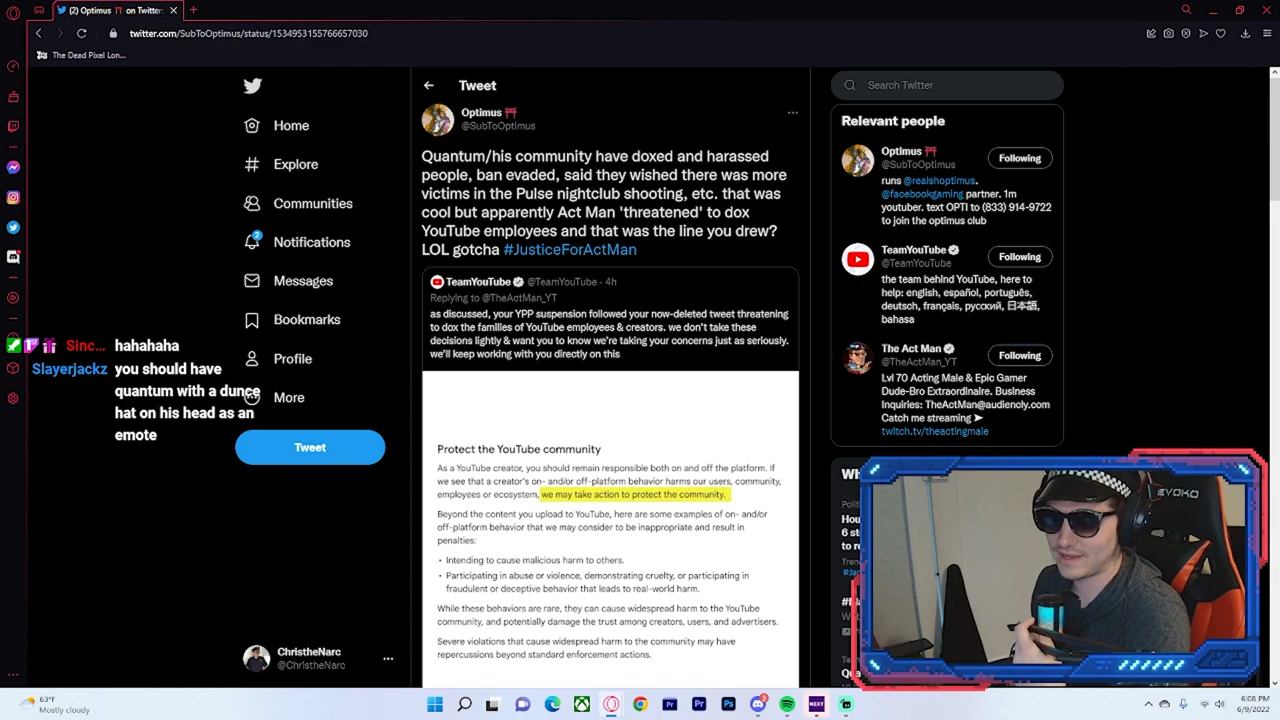 (2) Optimus ⛩ on Twitter
twitter.com/SubToOptimus/status/1534953155766657030
The Dead Pixel Lon...
Home
Explore
Communities
2
Notifications
Messages
Bookmarks
Profile
More
Tweet
ChristheNarc
@ChristheNarc
Sinc... hahahaha
Slayerjackz you should have
quantum with a dunce
hat on his head as an
emote
Tweet
Optimus ⛩
@SubToOptimus
Quantum/his community have doxed and harassed
people, ban evaded, said they wished there was more
victims in the Pulse nightclub shooting, etc. that was
cool but apparently Act Man 'threatened' to dox
YouTube employees and that was the line you drew?
LOL gotcha #JusticeForActMan
TeamYouTube @TeamYouTube · 4h
Replying to @TheActMan_YT
as discussed, your YPP suspension followed your now-deleted tweet threatening
to dox the families of YouTube employees & creators. we don't take these
decisions lightly & want you to know we're taking your concerns just as seriously.
we'll keep working with you directly on this
Protect the YouTube community
As a YouTube creator, you should remain responsible both on and off the platform. If
we see that a creator's on- and/or off-platform behavior harms our users, community,
employees or ecosystem, we may take action to protect the community.
Beyond the content you upload to YouTube, here are some examples of on- and/or
off-platform behavior that we may consider to be inappropriate and result in
penalties:
• Intending to cause malicious harm to others.
• Participating in abuse or violence, demonstrating cruelty, or participating in
fraudulent or deceptive behavior that leads to real-world harm.
While these behaviors are rare, they can cause widespread harm to the YouTube
community, and potentially damage the trust among creators, users, and advertisers.
Severe violations that cause widespread harm to the community may have
repercussions beyond standard enforcement actions.
Search Twitter
Relevant people
Optimus ⛩
@SubToOptimus
Following
runs @realshoptimus.
@facebookgaming partner. 1m
youtuber. text OPTI to (833) 914-9722
to join the optimus club
TeamYouTube
@TeamYouTube
Following
the team behind YouTube, here to
help: english, español, português,
deutsch, français, русский, 日本語,
bahasa
The Act Man
@TheActMan_YT
Following
Lvl 70 Acting Male & Epic Gamer
Dude-Bro Extraordinaire. Business
Inquiries: TheActMan@audiencly.com
Catch me streaming ➤
twitch.tv/theactingmale
63°F
Mostly cloudy
6:08 PM
6/9/2022